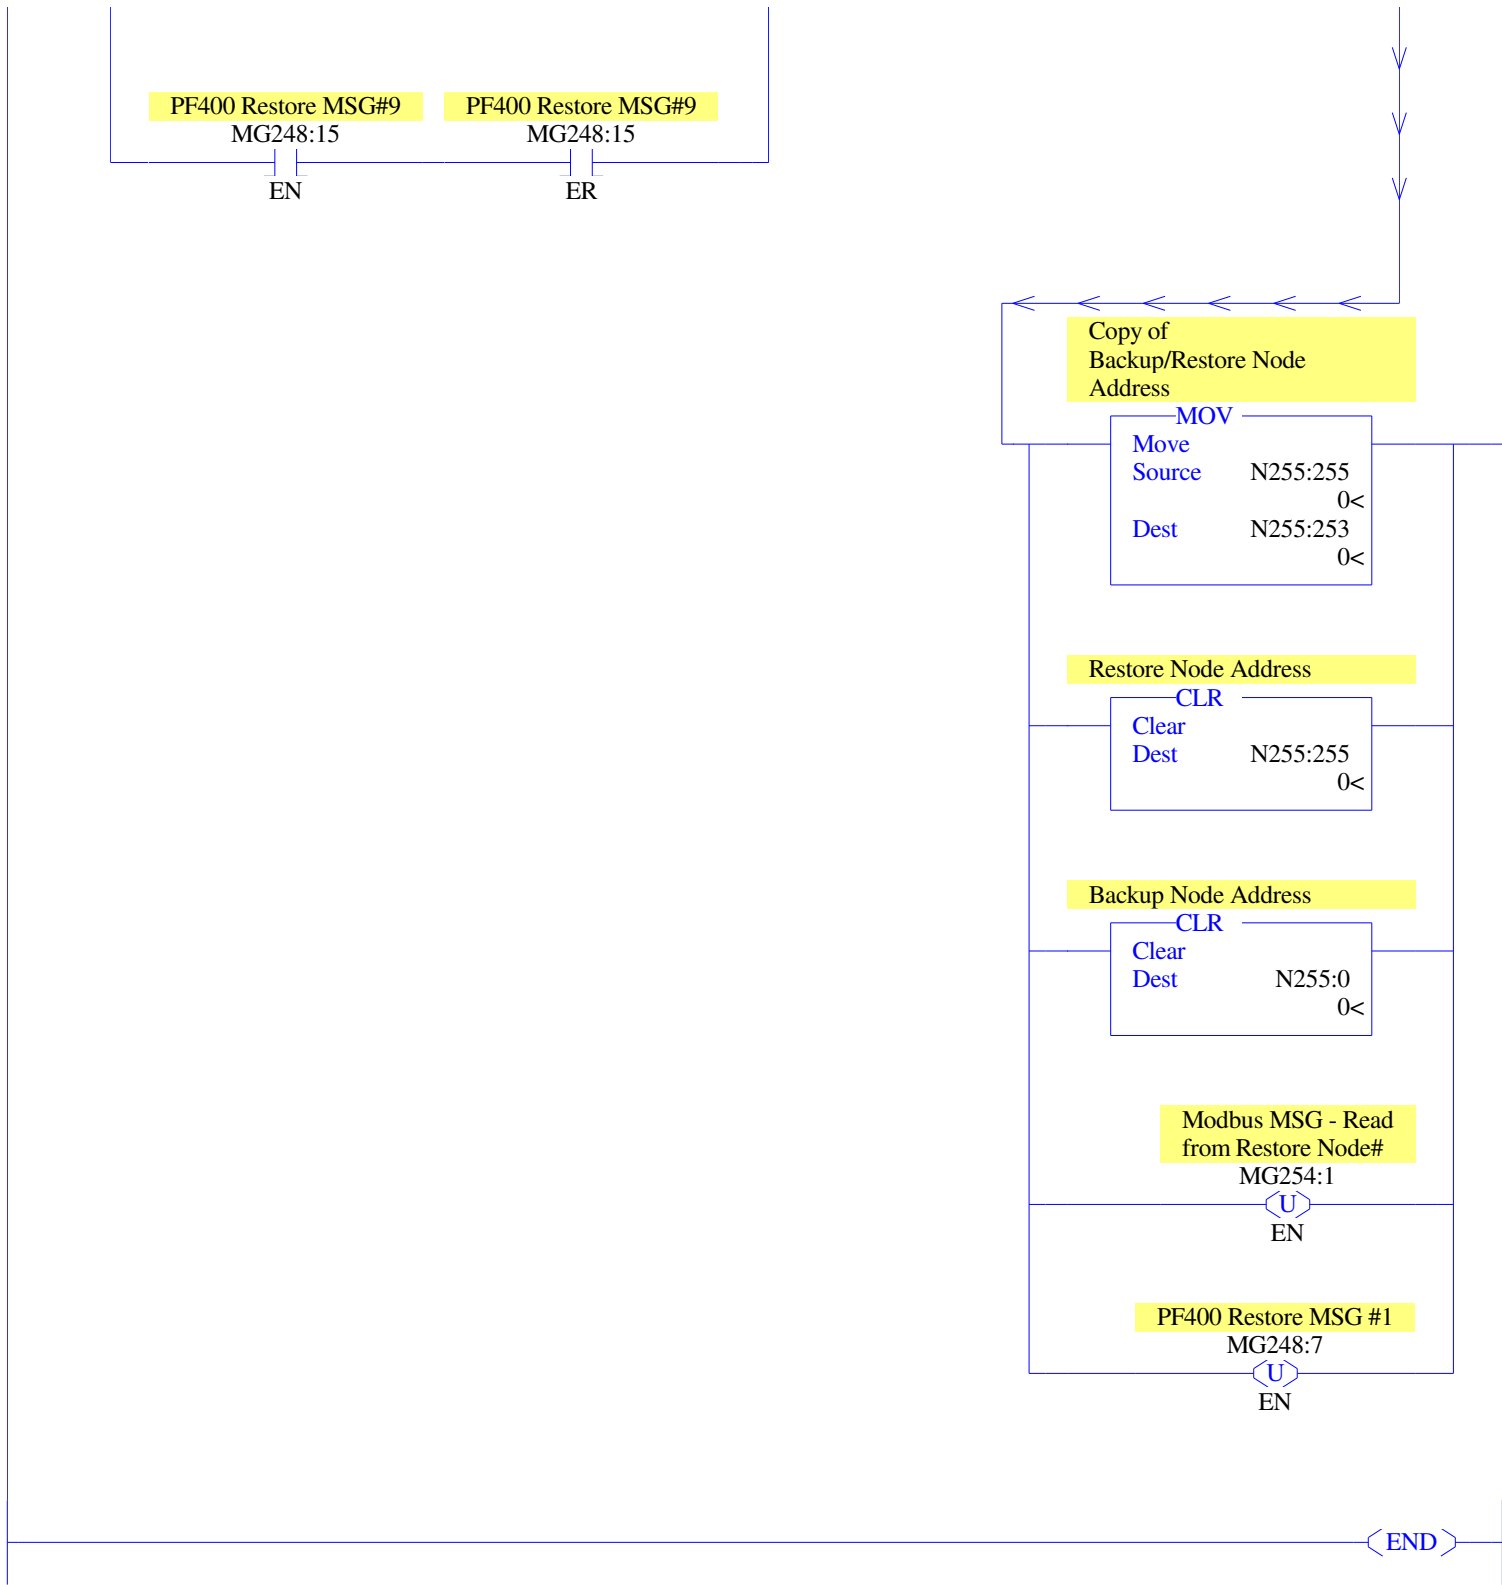 PF400 Restore MSG#9
MG248:15
EN
PF400 Restore MSG#9
MG248:15
ER
Copy of
Backup/Restore Node
Address
MOV
Move
Source N255:255
0<
Dest N255:253
0<
Restore Node Address
CLR
Clear
Dest N255:255
0<
Backup Node Address
CLR
Clear
Dest N255:0
0<
Modbus MSG - Read
from Restore Node#
MG254:1
U
EN
PF400 Restore MSG #1
MG248:7
U
EN
END